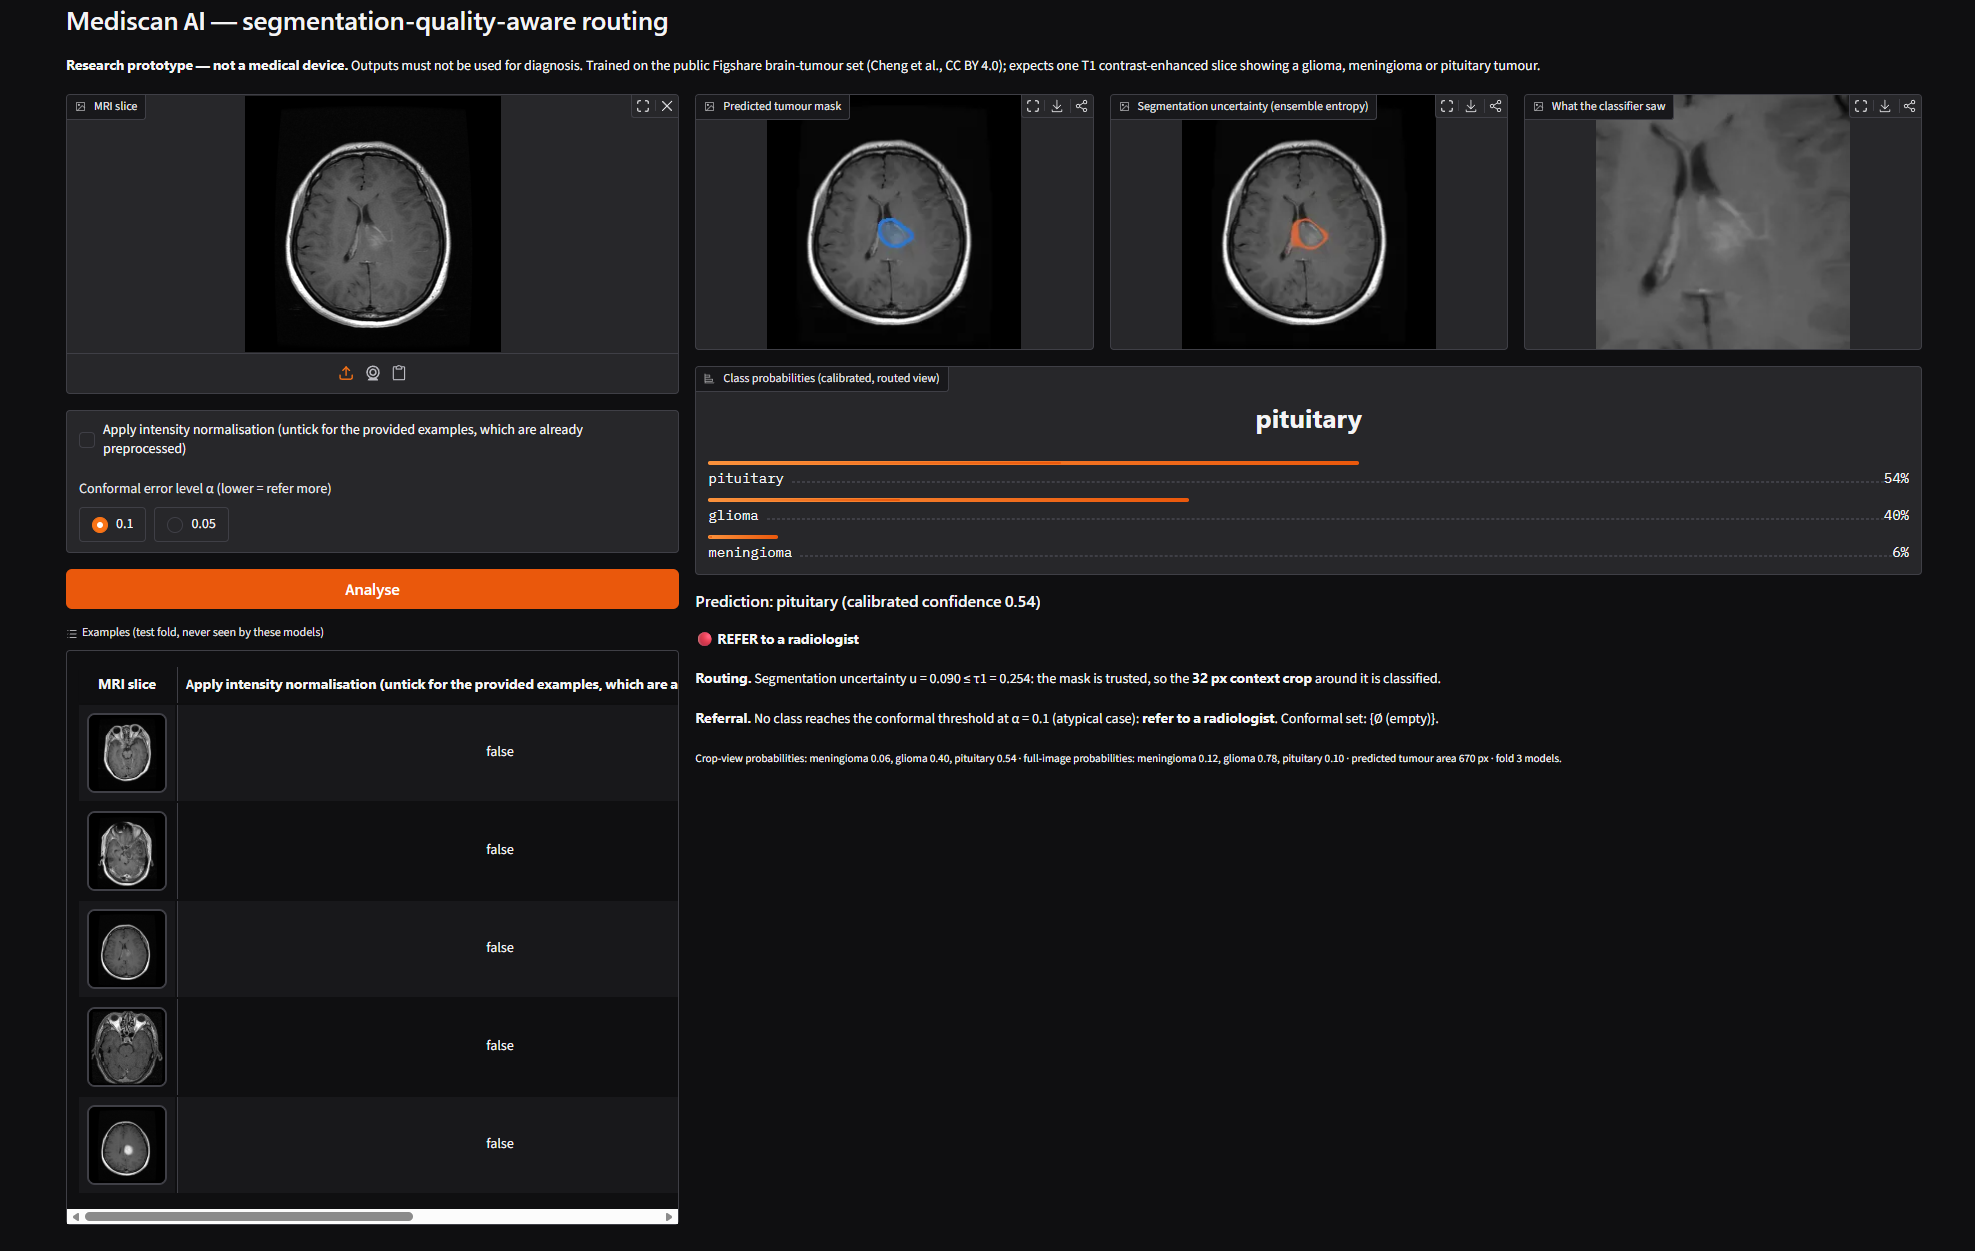 Mediscan AI — segmentation-quality-aware routing
Research prototype — not a medical device. Outputs must not be used for diagnosis. Trained on the public Figshare brain-tumour set (Cheng et al., CC BY 4.0); expects one T1 contrast-enhanced slice showing a glioma, meningioma or pituitary tumour.
MRI slice
Predicted tumour mask
Segmentation uncertainty (ensemble entropy)
What the classifier saw
Apply intensity normalisation (untick for the provided examples, which are already
preprocessed)
Conformal error level α (lower = refer more)
0.1
0.05
Analyse
Examples (test fold, never seen by these models)
MRI slice
Apply intensity normalisation (untick for the provided examples, which are a
false
false
false
false
false
Class probabilities (calibrated, routed view)
pituitary
pituitary 54%
glioma 40%
meningioma 6%
Prediction: pituitary (calibrated confidence 0.54)
REFER to a radiologist
Routing. Segmentation uncertainty u = 0.090 ≤ τ1 = 0.254: the mask is trusted, so the 32 px context crop around it is classified.
Referral. No class reaches the conformal threshold at α = 0.1 (atypical case): refer to a radiologist. Conformal set: {Ø (empty)}.
Crop-view probabilities: meningioma 0.06, glioma 0.40, pituitary 0.54 · full-image probabilities: meningioma 0.12, glioma 0.78, pituitary 0.10 · predicted tumour area 670 px · fold 3 models.